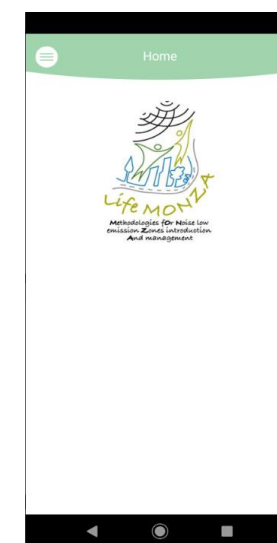 Home
Life MONZA
Methodologies fOr Noise low
emission Zones introduction
And management